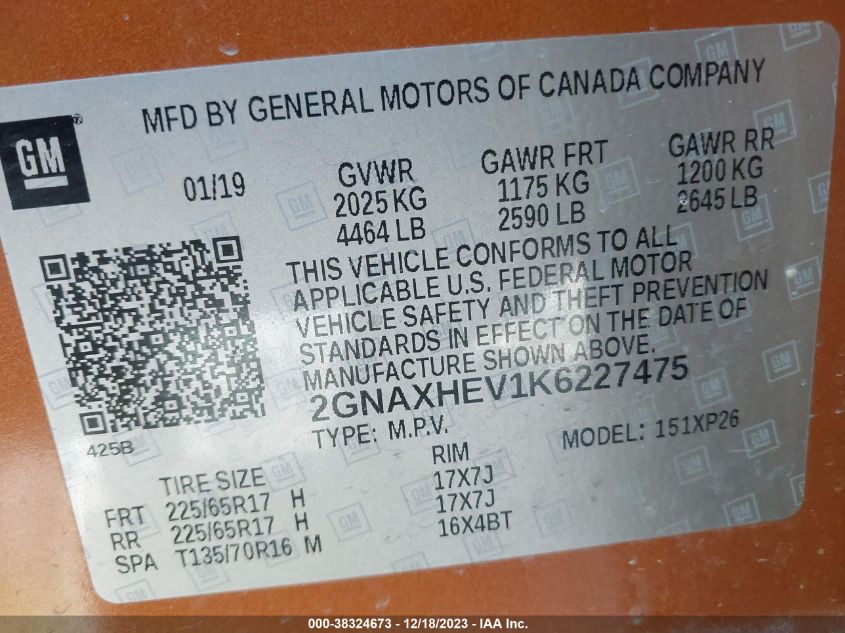 MFD BY GENERAL MOTORS OF CANADA COMPANY
GM®
01/19
GVWR
2025 KG
4464 LB
GAWR FRT
1175 KG
2590 LB
GAWR RR
1200 KG
2645 LB
THIS VEHICLE CONFORMS TO ALL
APPLICABLE U.S. FEDERAL MOTOR
VEHICLE SAFETY AND THEFT PREVENTION
STANDARDS IN EFFECT ON THE DATE OF
MANUFACTURE SHOWN ABOVE.
2GNAXHEV1K6227475
425B
TYPE: M.P.V. MODEL: 151XP26
TIRE SIZE RIM
FRT 225/65R17 H 17X7J
RR 225/65R17 H 17X7J
SPA T135/70R16 M 16X4BT
000-38324673 - 12/18/2023 - IAA Inc.